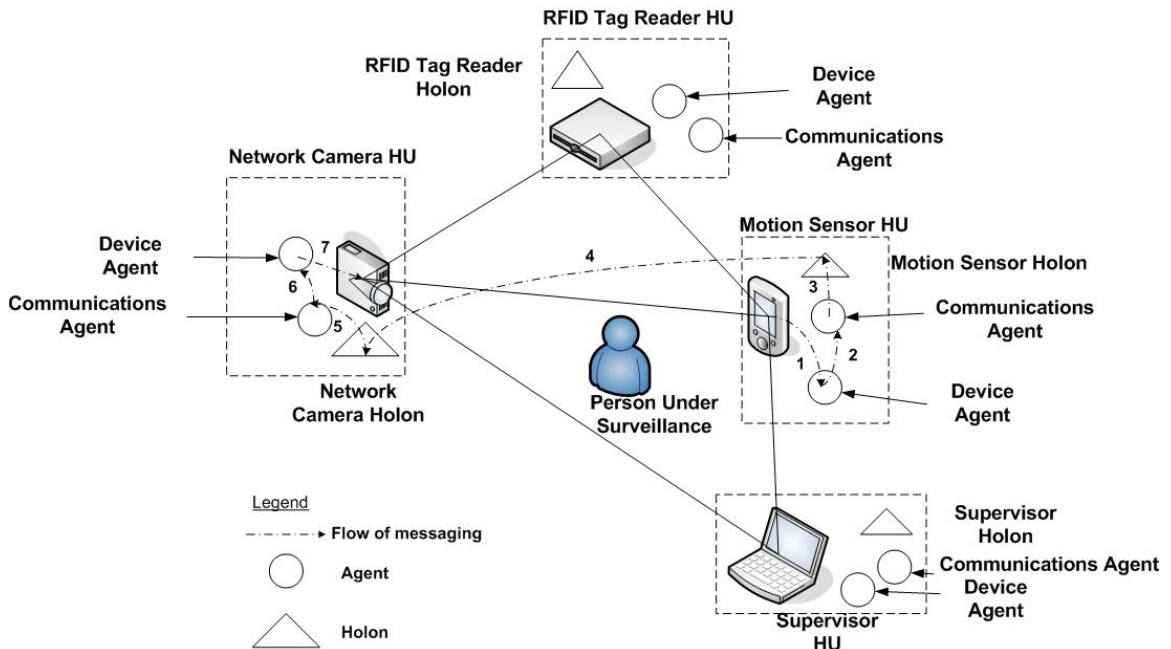 RFID Tag Reader HU
RFID Tag Reader
Holon
Device
Agent
Communications
Agent
Network Camera HU
Device
Agent
Communications
Agent
7
6
5
Network
Camera Holon
4
Motion Sensor HU
Motion Sensor Holon
3
Communications
Agent
1
2
Device
Agent
Person Under
Surveillance
Legend
Flow of messaging
Agent
Holon
Supervisor
Holon
Communications Agent
Device
Agent
Supervisor
HU